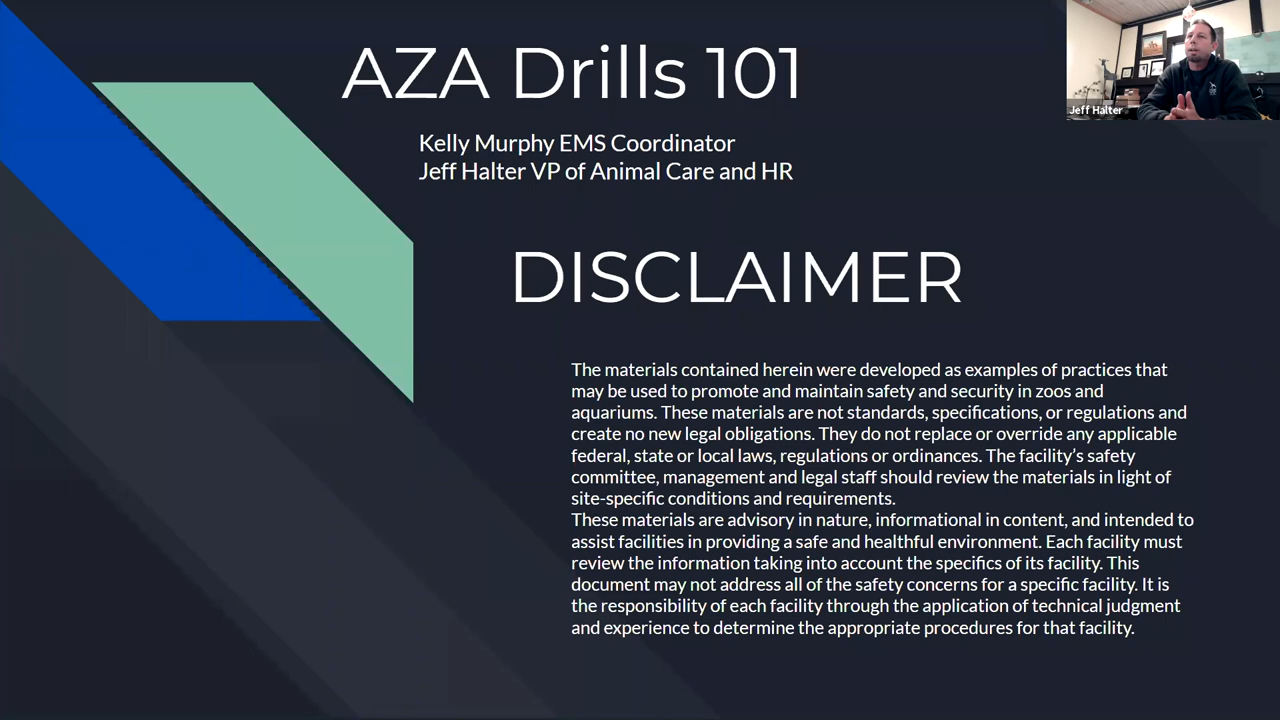 AZA Drills 101
Jeff Halter
Kelly Murphy EMS Coordinator
Jeff Halter VP of Animal Care and HR
DISCLAIMER
The materials contained herein were developed as examples of practices that
may be used to promote and maintain safety and security in zoos and
aquariums. These materials are not standards, specifications, or regulations and
create no new legal obligations. They do not replace or override any applicable
federal, state or local laws, regulations or ordinances. The facility’s safety
committee, management and legal staff should review the materials in light of
site-specific conditions and requirements.
These materials are advisory in nature, informational in content, and intended to
assist facilities in providing a safe and healthful environment. Each facility must
review the information taking into account the specifics of its facility. This
document may not address all of the safety concerns for a specific facility. It is
the responsibility of each facility through the application of technical judgment
and experience to determine the appropriate procedures for that facility.